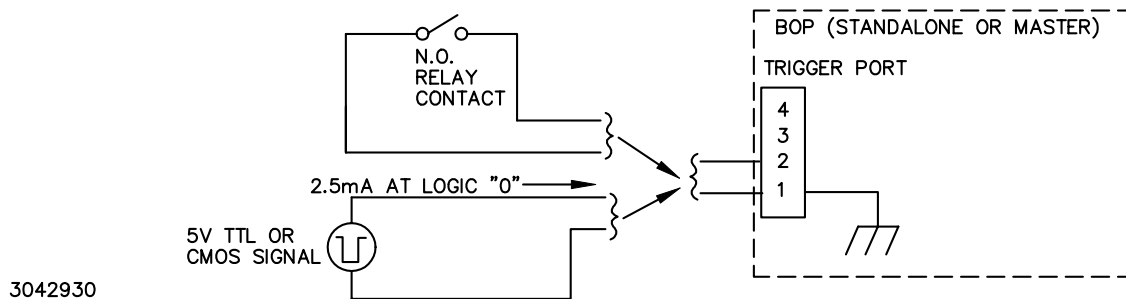 BOP (STANDALONE OR MASTER)
TRIGGER PORT
N.O.
RELAY
CONTACT
4
3
2
1
2.5mA AT LOGIC "0"
5V TTL OR
CMOS SIGNAL
3042930